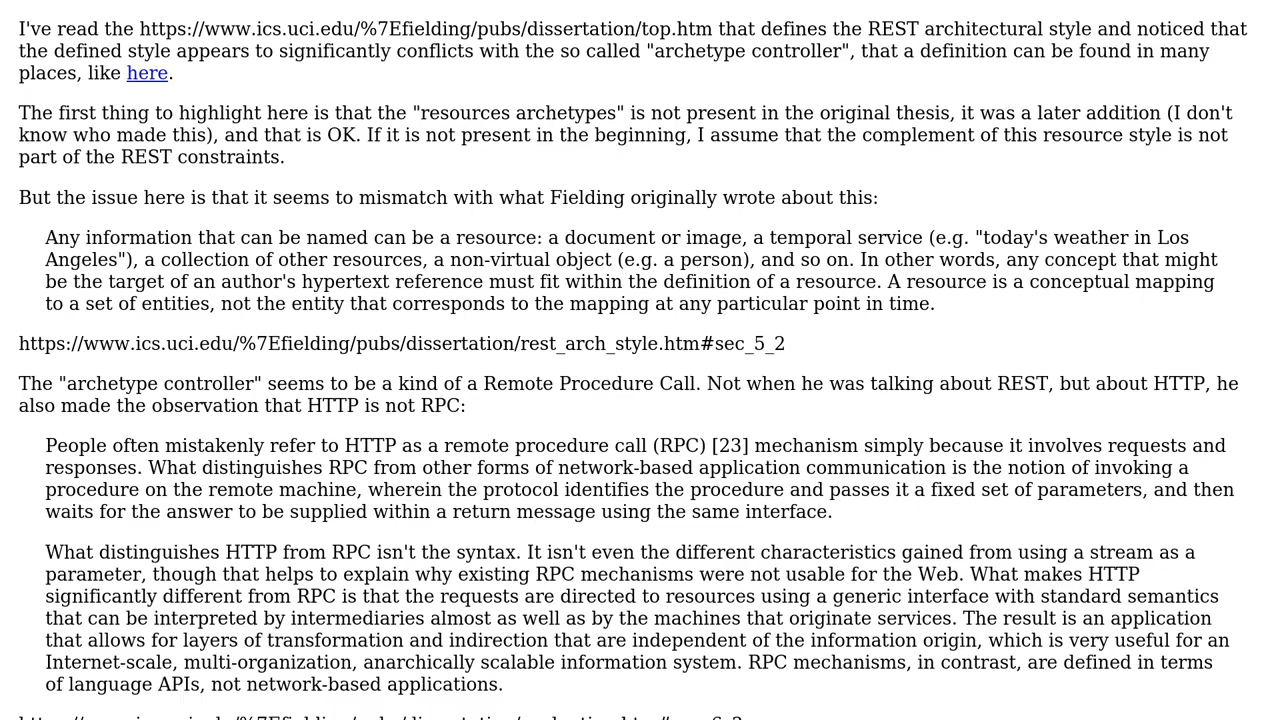 I've read the https://www.ics.uci.edu/%7Efielding/pubs/dissertation/top.htm that defines the REST architectural style and noticed that
the defined style appears to significantly conflicts with the so called "archetype controller", that a definition can be found in many
places, like here.
The first thing to highlight here is that the "resources archetypes" is not present in the original thesis, it was a later addition (I don't
know who made this), and that is OK. If it is not present in the beginning, I assume that the complement of this resource style is not
part of the REST constraints.
But the issue here is that it seems to mismatch with what Fielding originally wrote about this:
Any information that can be named can be a resource: a document or image, a temporal service (e.g. "today's weather in Los
Angeles"), a collection of other resources, a non-virtual object (e.g. a person), and so on. In other words, any concept that might
be the target of an author's hypertext reference must fit within the definition of a resource. A resource is a conceptual mapping
to a set of entities, not the entity that corresponds to the mapping at any particular point in time.
https://www.ics.uci.edu/%7Efielding/pubs/dissertation/rest_arch_style.htm#sec_5_2
The "archetype controller" seems to be a kind of a Remote Procedure Call. Not when he was talking about REST, but about HTTP, he
also made the observation that HTTP is not RPC:
People often mistakenly refer to HTTP as a remote procedure call (RPC) [23] mechanism simply because it involves requests and
responses. What distinguishes RPC from other forms of network-based application communication is the notion of invoking a
procedure on the remote machine, wherein the protocol identifies the procedure and passes it a fixed set of parameters, and then
waits for the answer to be supplied within a return message using the same interface.
What distinguishes HTTP from RPC isn't the syntax. It isn't even the different characteristics gained from using a stream as a
parameter, though that helps to explain why existing RPC mechanisms were not usable for the Web. What makes HTTP
significantly different from RPC is that the requests are directed to resources using a generic interface with standard semantics
that can be interpreted by intermediaries almost as well as by the machines that originate services. The result is an application
that allows for layers of transformation and indirection that are independent of the information origin, which is very useful for an
Internet-scale, multi-organization, anarchically scalable information system. RPC mechanisms, in contrast, are defined in terms
of language APIs, not network-based applications.